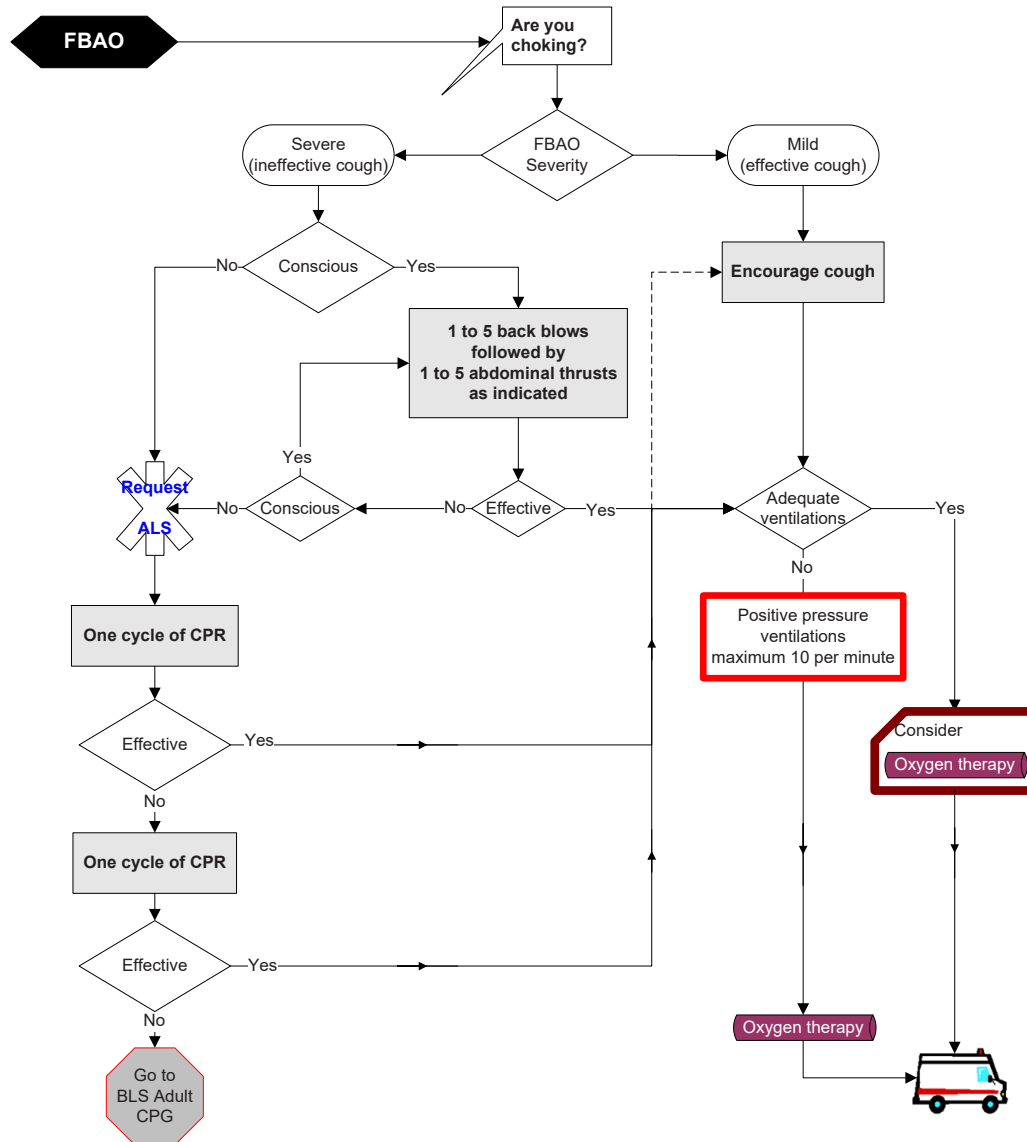 FBAO
Are you
choking?
Severe
(ineffective cough)
FBAO
Severity
Mild
(effective cough)
No
Conscious
Yes
Encourage cough
1 to 5 back blows
followed by
1 to 5 abdominal thrusts
as indicated
Yes
Request
ALS
No
Conscious
No
Effective
Yes
Adequate
ventilations
Yes
No
Positive pressure
ventilations
maximum 10 per minute
One cycle of CPR
Effective
Yes
Consider
Oxygen therapy
No
One cycle of CPR
Effective
Yes
No
Oxygen therapy
Go to
BLS Adult
CPG